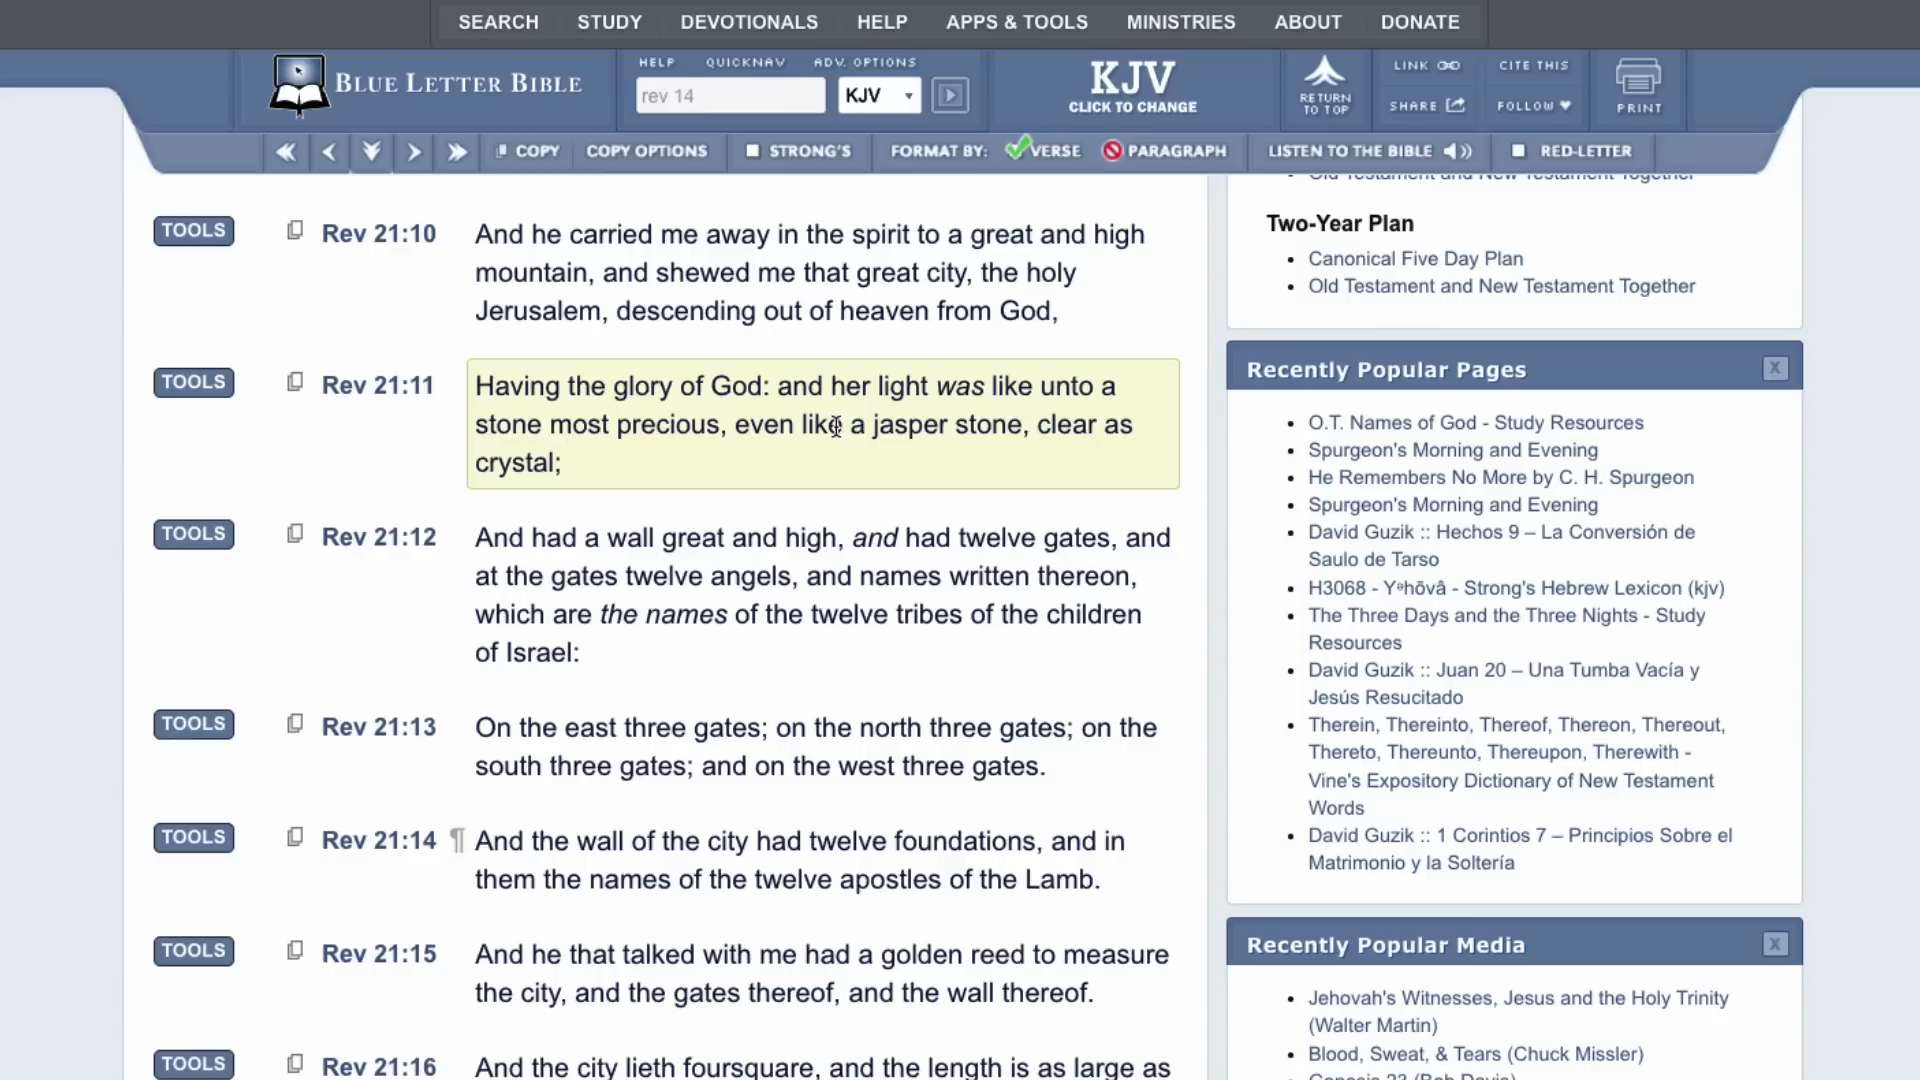 SEARCH STUDY DEVOTIONALS HELP APPS & TOOLS MINISTRIES ABOUT DONATE
BLUE LETTER BIBLE
HELP QUICKNAV ADV. OPTIONS
rev 14 KJV
KJV
CLICK TO CHANGE
RETURN
TO TOP
LINK CITE THIS
SHARE FOLLOW
PRINT
COPY COPY OPTIONS STRONG'S FORMAT BY: VERSE PARAGRAPH LISTEN TO THE BIBLE RED-LETTER
TOOLS Rev 21:10 And he carried me away in the spirit to a great and high
mountain, and shewed me that great city, the holy
Jerusalem, descending out of heaven from God,
TOOLS Rev 21:11 Having the glory of God: and her light was like unto a
stone most precious, even like a jasper stone, clear as
crystal;
TOOLS Rev 21:12 And had a wall great and high, and had twelve gates, and
at the gates twelve angels, and names written thereon,
which are the names of the twelve tribes of the children
of Israel:
TOOLS Rev 21:13 On the east three gates; on the north three gates; on the
south three gates; and on the west three gates.
TOOLS Rev 21:14 ¶ And the wall of the city had twelve foundations, and in
them the names of the twelve apostles of the Lamb.
TOOLS Rev 21:15 And he that talked with me had a golden reed to measure
the city, and the gates thereof, and the wall thereof.
TOOLS Rev 21:16 And the city lieth foursquare, and the length is as large as
Old Testament and New Testament Together
Two-Year Plan
Canonical Five Day Plan
Old Testament and New Testament Together
Recently Popular Pages X
O.T. Names of God - Study Resources
Spurgeon's Morning and Evening
He Remembers No More by C. H. Spurgeon
Spurgeon's Morning and Evening
David Guzik :: Hechos 9 – La Conversión de
Saulo de Tarso
H3068 - Yᵊhōvâ - Strong's Hebrew Lexicon (kjv)
The Three Days and the Three Nights - Study
Resources
David Guzik :: Juan 20 – Una Tumba Vacía y
Jesús Resucitado
Therein, Thereinto, Thereof, Thereon, Thereout,
Thereto, Thereunto, Thereupon, Therewith -
Vine's Expository Dictionary of New Testament
Words
David Guzik :: 1 Corintios 7 – Principios Sobre el
Matrimonio y la Soltería
Recently Popular Media X
Jehovah's Witnesses, Jesus and the Holy Trinity
(Walter Martin)
Blood, Sweat, & Tears (Chuck Missler)